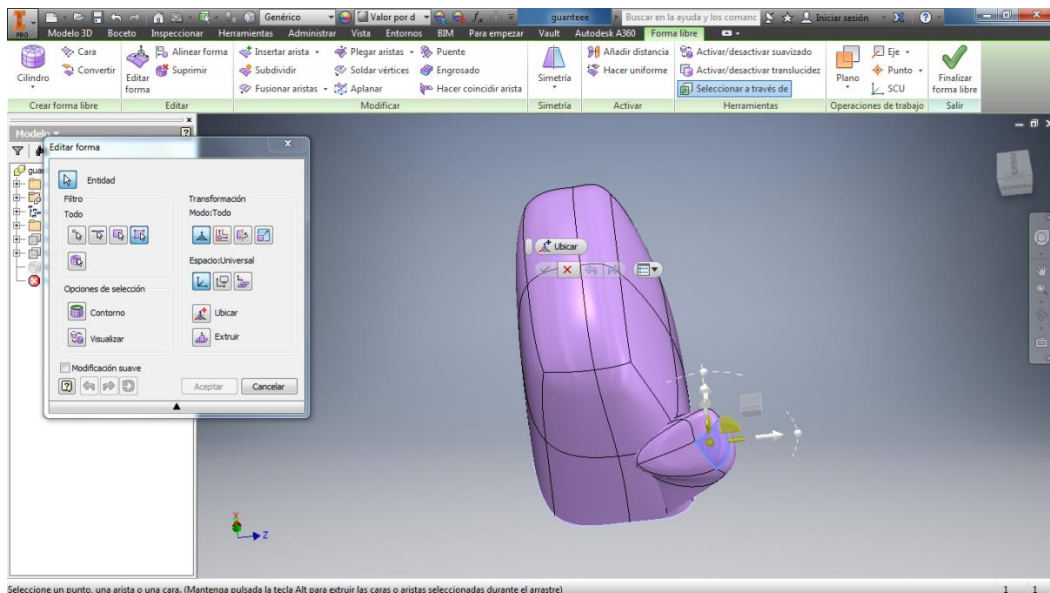 Genérico
Valor por d
guanteee
Buscar en la ayuda y los comanc
Iniciar sesión
PRO
Modelo 3D
Boceto
Inspeccionar
Herramientas
Administrar
Vista
Entornos
BIM
Para empezar
Vault
Autodesk A360
Forma libre
Cara
Alinear forma
Insertar arista
Plegar aristas
Puente
Añadir distancia
Activar/desactivar suavizado
Eje
Cilindro
Convertir
Editar forma
Suprimir
Subdividir
Soldar vértices
Engrosado
Simetría
Hacer uniforme
Activar/desactivar translucidez
Plano
Punto
Finalizar forma libre
Fusionar aristas
Aplanar
Hacer coincidir arista
Seleccionar a través de
SCU
Crear forma libre
Editar
Modificar
Simetría
Activar
Herramientas
Operaciones de trabajo
Salir
Modelo
Editar forma
Entidad
Filtro
Transformación
Todo
Modo:Todo
Espacio:Universal
Opciones de selección
Contorno
Ubicar
Visualizar
Extruir
Modificación suave
Aceptar
Cancelar
Ubicar
X
Z
Seleccione un punto, una arista o una cara. (Mantenga pulsada la tecla Alt para extruir las caras o aristas seleccionadas durante el arrastre)
1 1